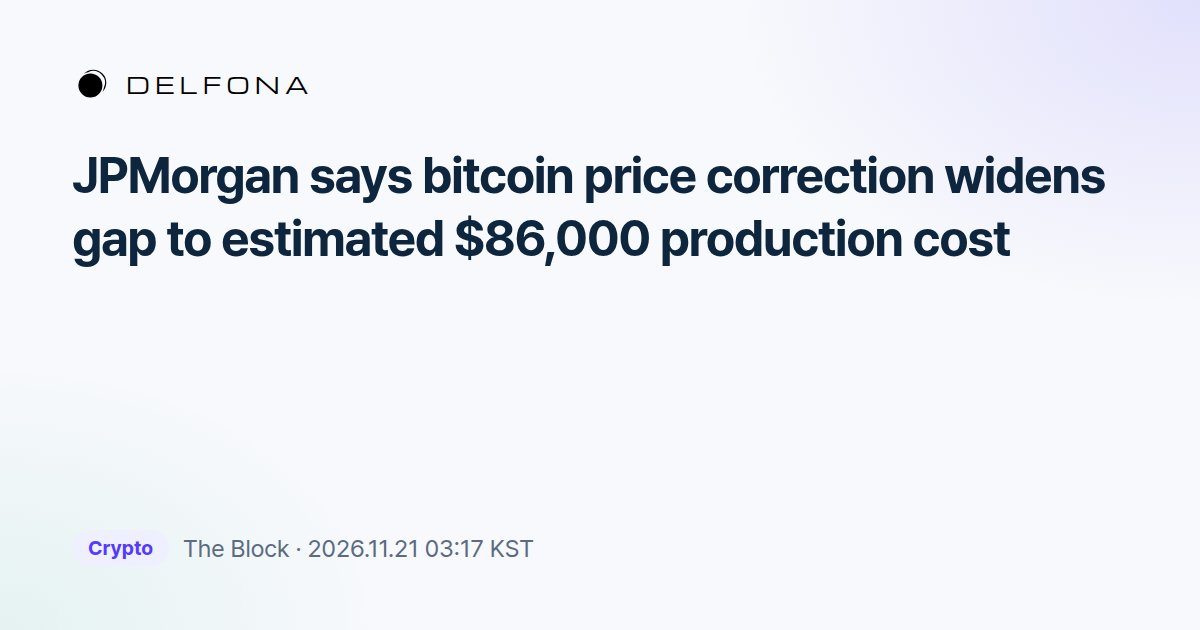 DELFONA
JPMorgan says bitcoin price correction widens
gap to estimated $86,000 production cost
Crypto The Block · 2026.11.21 03:17 KST